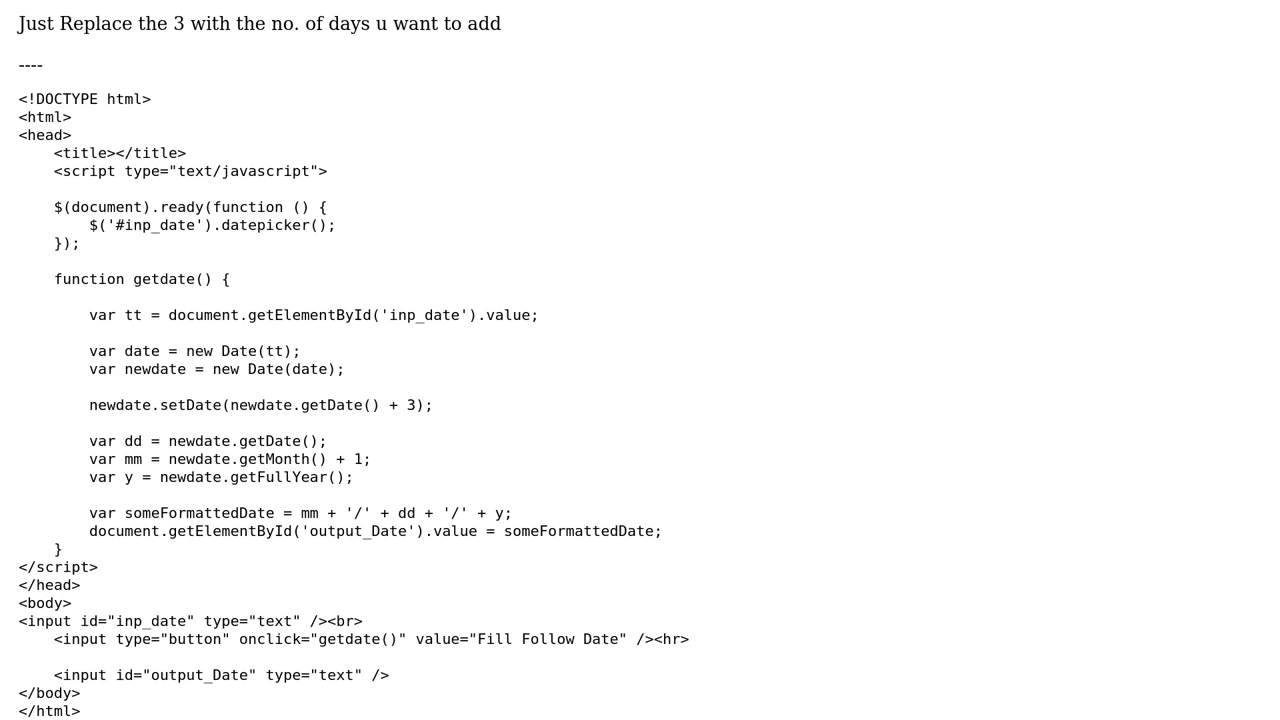 Just Replace the 3 with the no. of days u want to add
----
<!DOCTYPE html>
<html>
<head>
    <title></title>
    <script type="text/javascript">
    $(document).ready(function () {
        $('#inp_date').datepicker();
    });
    function getdate() {
        var tt = document.getElementById('inp_date').value;
        var date = new Date(tt);
        var newdate = new Date(date);
        newdate.setDate(newdate.getDate() + 3);
        var dd = newdate.getDate();
        var mm = newdate.getMonth() + 1;
        var y = newdate.getFullYear();
        var someFormattedDate = mm + '/' + dd + '/' + y;
        document.getElementById('output_Date').value = someFormattedDate;
    }
</script>
</head>
<body>
<input id="inp_date" type="text" /><br>
    <input type="button" onclick="getdate()" value="Fill Follow Date" /><hr>
    <input id="output_Date" type="text" />
</body>
</html>